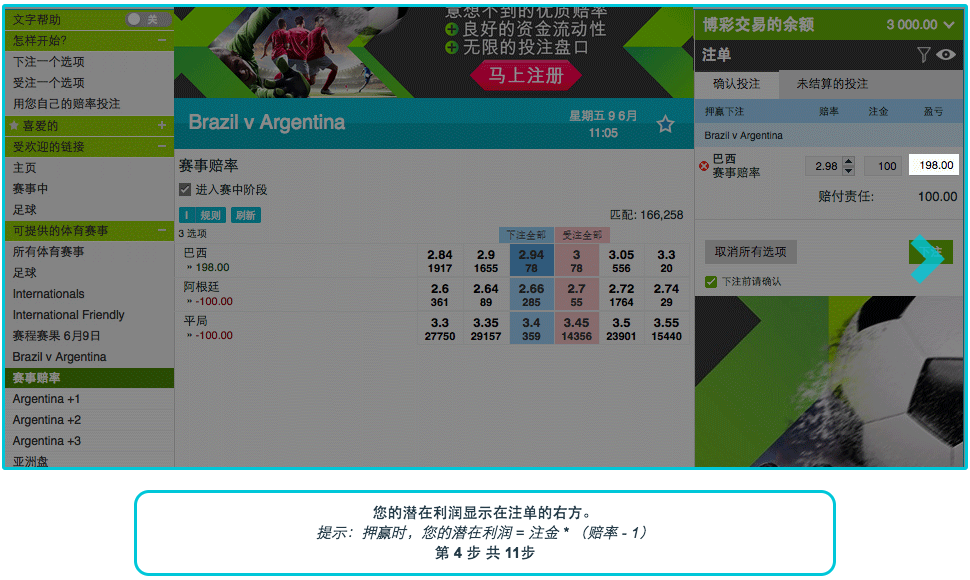 文字帮助 关
怎样开始?
下注一个选项
受注一个选项
用您自己的赔率投注
喜爱的
受欢迎的链接
主页
赛事中
足球
可提供的体育赛事
所有体育赛事
足球
Internationals
International Friendly
赛程赛果 6月9日
Brazil v Argentina
赛事赔率
Argentina +1
Argentina +2
Argentina +3
亚洲盘
意想不到的优质赔率
良好的资金流动性
无限的投注盘口
马上注册
Brazil v Argentina
星期五 9 6月
11:05
赛事赔率
进入赛中阶段
i 规则 刷新
匹配: 166,258
3 选项
下注全部 受注全部
巴西 2.84 2.9 2.94 3 3.05 3.3
» 198.00 1917 1655 78 78 556 20
阿根廷 2.6 2.64 2.66 2.7 2.72 2.74
» -100.00 361 89 285 55 1764 29
平局 3.3 3.35 3.4 3.45 3.5 3.55
» -100.00 27750 29157 359 14356 23901 15440
博彩交易的余额 3 000.00
注单
确认投注 未结算的投注
押赢下注 赔率 注金 盈亏
Brazil v Argentina
巴西
赛事赔率 2.98 100 198.00
赔付责任: 100.00
取消所有选项 下注
下注前请确认
您的潜在利润显示在注单的右方。
提示：押赢时，您的潜在利润 = 注金 * （赔率 - 1）
第 4 步 共 11步